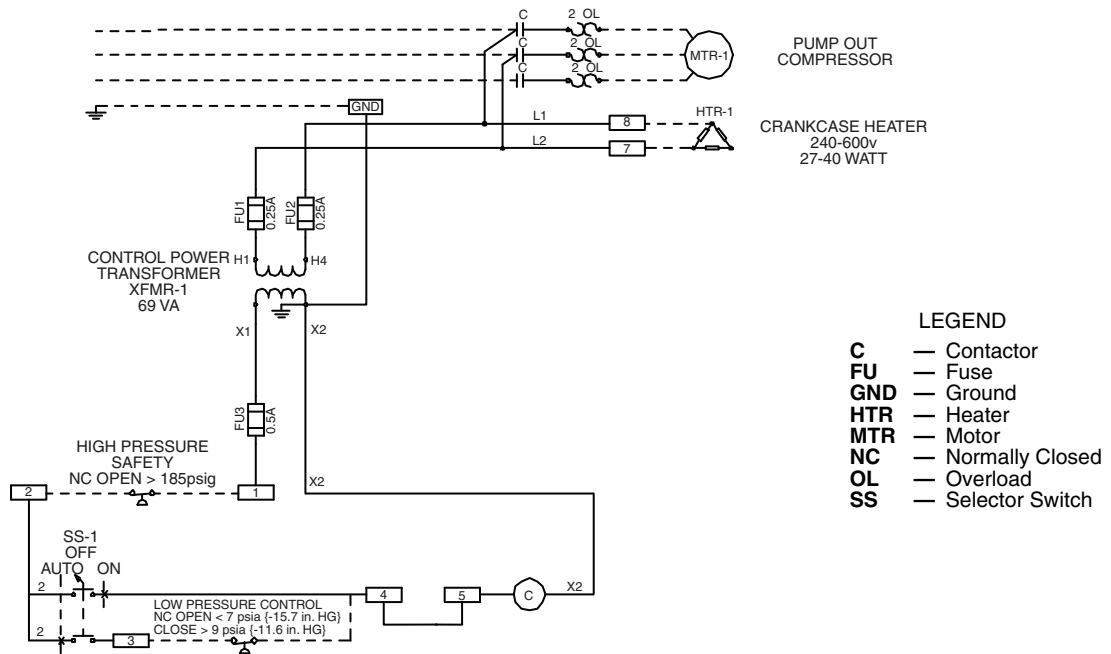 C
2 OL
C
2 OL
C
2 OL
MTR-1
PUMP OUT
COMPRESSOR
GND
L1
8
HTR-1
L2
7
CRANKCASE HEATER
240-600v
27-40 WATT
FU1
0.25A
FU2
0.25A
CONTROL POWER
TRANSFORMER
XFMR-1
69 VA
H1
H4
X1
X2
FU3
0.5A
HIGH PRESSURE
SAFETY
NC OPEN > 185psig
2
1
X2
SS-1
OFF
AUTO
ON
2
4
5
C
X2
LOW PRESSURE CONTROL
NC OPEN < 7 psia {-15.7 in. HG}
CLOSE > 9 psia {-11.6 in. HG}
2
3
LEGEND
C — Contactor
FU — Fuse
GND — Ground
HTR — Heater
MTR — Motor
NC — Normally Closed
OL — Overload
SS — Selector Switch